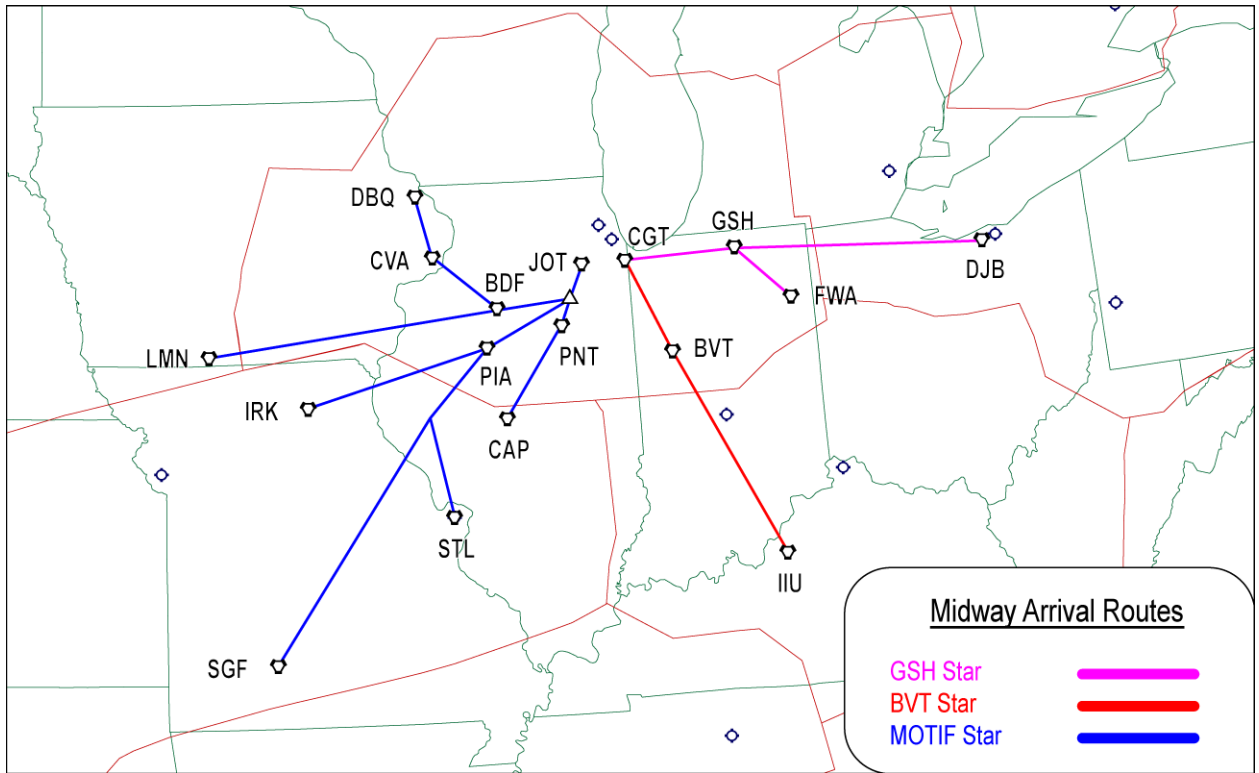 DBQ
GSH
CGT
CVA
JOT
DJB
BDF
FWA
LMN
PNT
BVT
PIA
IRK
CAP
STL
IIU
SGF
Midway Arrival Routes
GSH Star
BVT Star
MOTIF Star